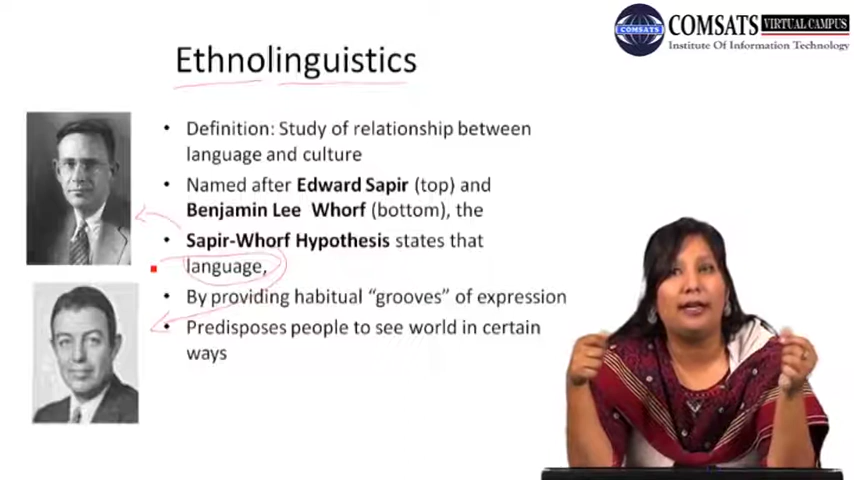 COMSATS VIRTUAL CAMPUS
COMSATS
Institute Of Information Technology
Ethnolinguistics
• Definition: Study of relationship between
language and culture
• Named after Edward Sapir (top) and
Benjamin Lee Whorf (bottom), the
• Sapir-Whorf Hypothesis states that
language,
• By providing habitual “grooves” of expression
• Predisposes people to see world in certain
ways